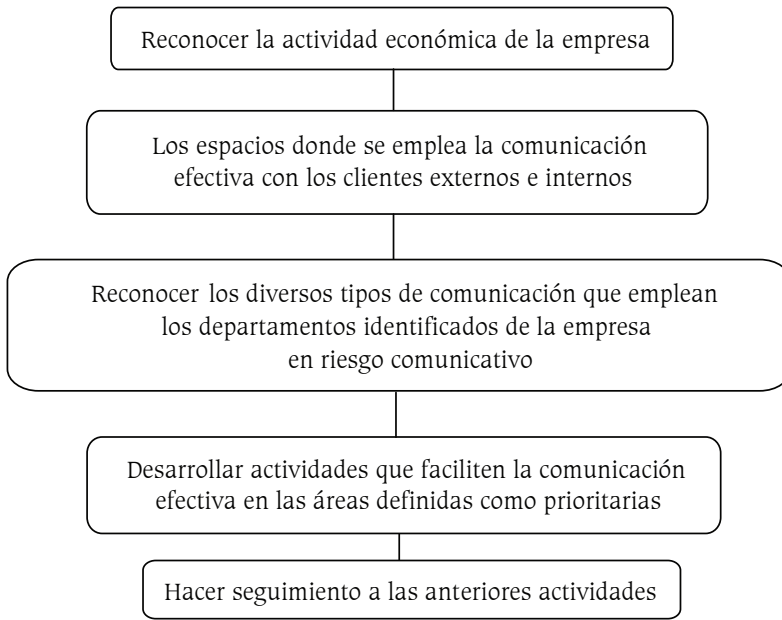 Reconocer la actividad económica de la empresa
Los espacios donde se emplea la comunicación
efectiva con los clientes externos e internos
Reconocer los diversos tipos de comunicación que emplean
los departamentos identificados de la empresa
en riesgo comunicativo
Desarrollar actividades que faciliten la comunicación
efectiva en las áreas definidas como prioritarias
Hacer seguimiento a las anteriores actividades